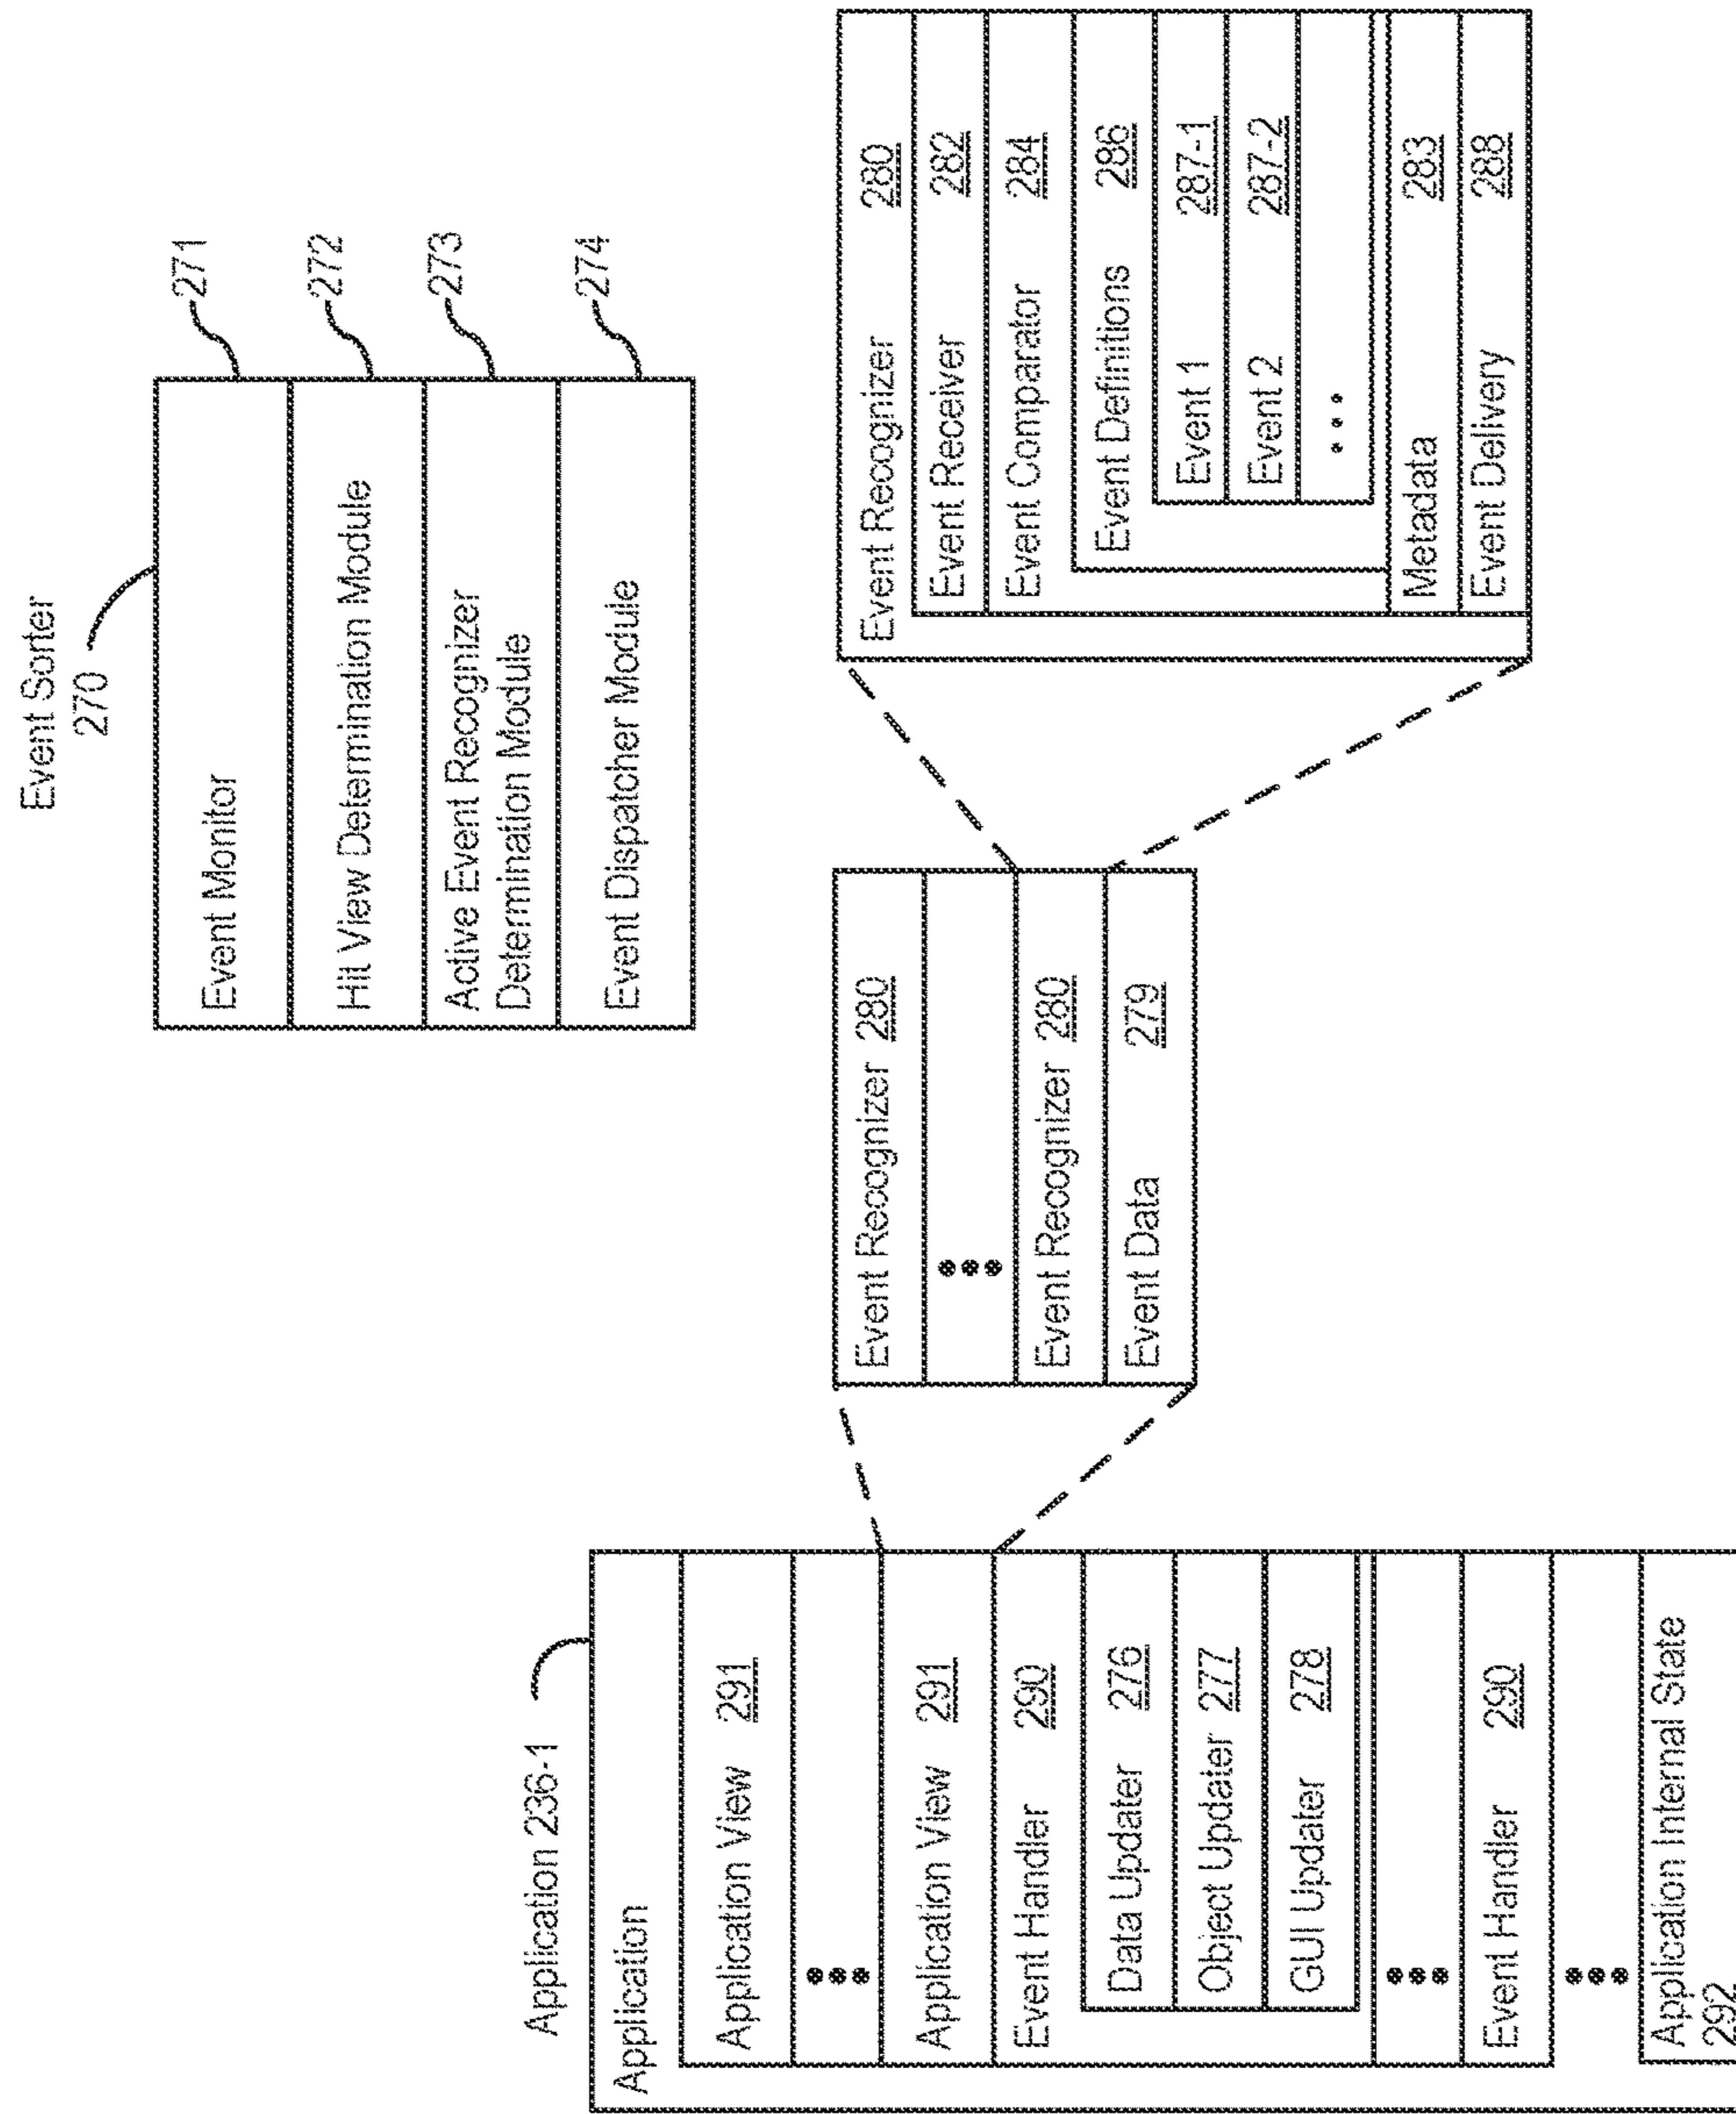 Event Sorter
270
Event Monitor
271
Hit View Determination Module
272
Active Event Recognizer
Determination Module
273
Event Dispatcher Module
274
Application 236-1
Application
Application View 291
Application View 291
Event Handler 290
Data Updater 276
Object Updater 277
GUI Updater 278
Event Handler 290
Application Internal State
292
Event Recognizer 280
Event Recognizer 280
Event Data 279
Event Recognizer 280
Event Receiver 282
Event Comparator 284
Event Definitions 286
Event 1 287-1
Event 2 287-2
Metadata 283
Event Delivery 288